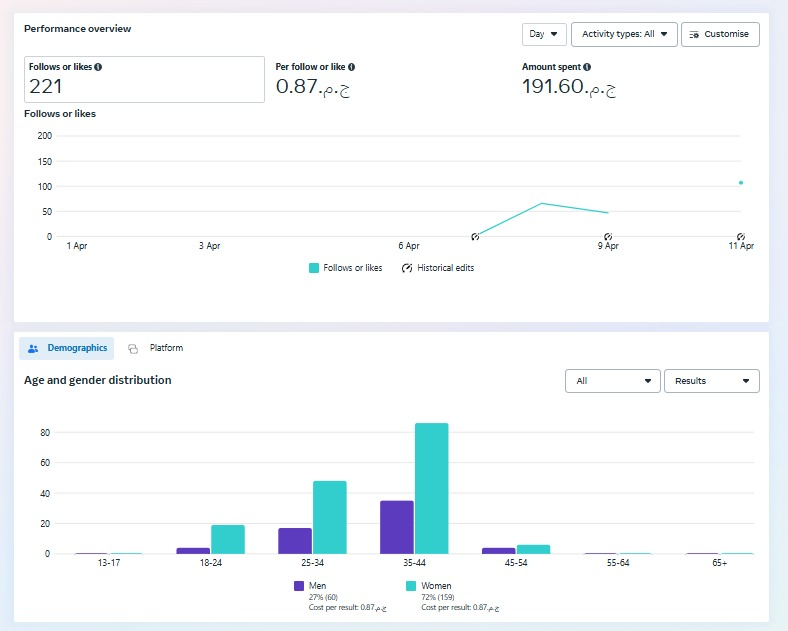 Performance overview
Day
Activity types: All
Customise
Follows or likes
221
Per follow or like
0.87.ج.م
Amount spent
191.60.ج.م
Follows or likes
200
150
100
50
0
1 Apr 3 Apr 6 Apr 9 Apr 11 Apr
Follows or likes Historical edits
Demographics Platform
Age and gender distribution
All
Results
80
60
40
20
0
13-17 18-24 25-34 35-44 45-54 55-64 65+
Men Women
27% (60) 72% (159)
Cost per result: 0.87.ج.م Cost per result: 0.87.ج.م